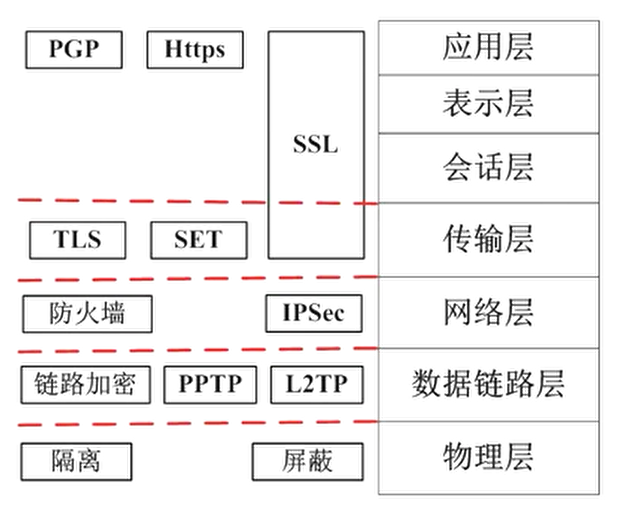 PGP Https 应用层
表示层
SSL
会话层
TLS SET 传输层
防火墙 IPSec 网络层
链路加密 PPTP L2TP 数据链路层
隔离 屏蔽 物理层